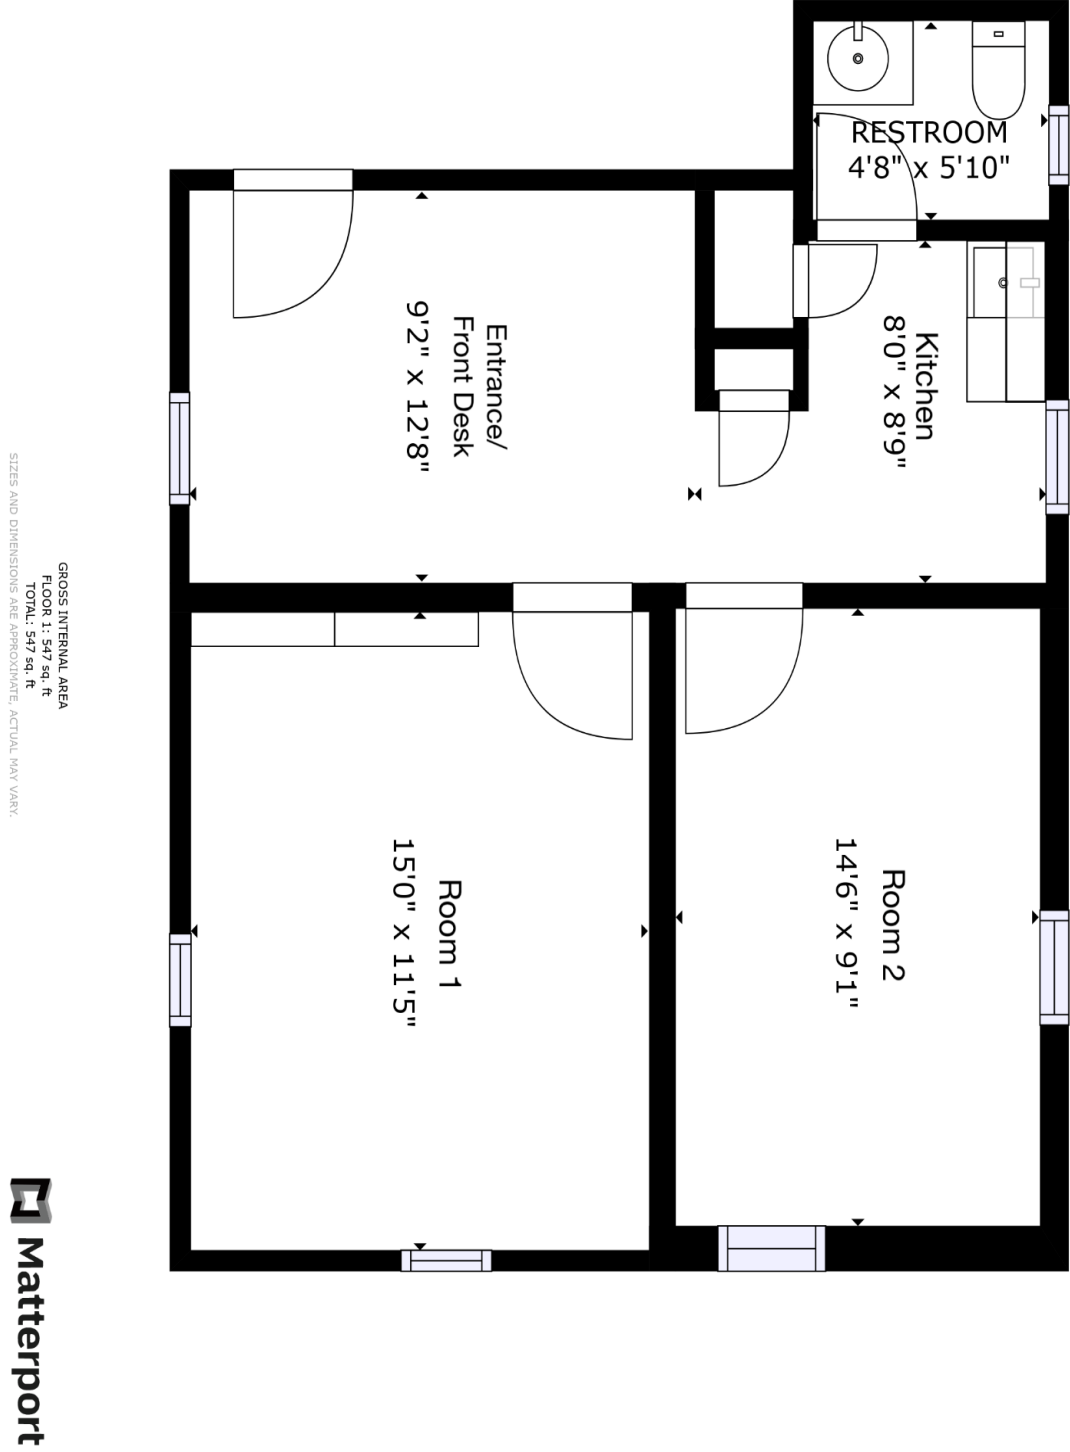 RESTROOM
4'8" x 5'10"
Entrance/
Front Desk
9'2" x 12'8"
Kitchen
8'0" x 8'9"
Room 1
15'0" x 11'5"
Room 2
14'6" x 9'1"
GROSS INTERNAL AREA
FLOOR 1: 547 sq. ft
TOTAL: 547 sq. ft
SIZES AND DIMENSIONS ARE APPROXIMATE, ACTUAL MAY VARY.
Matterport